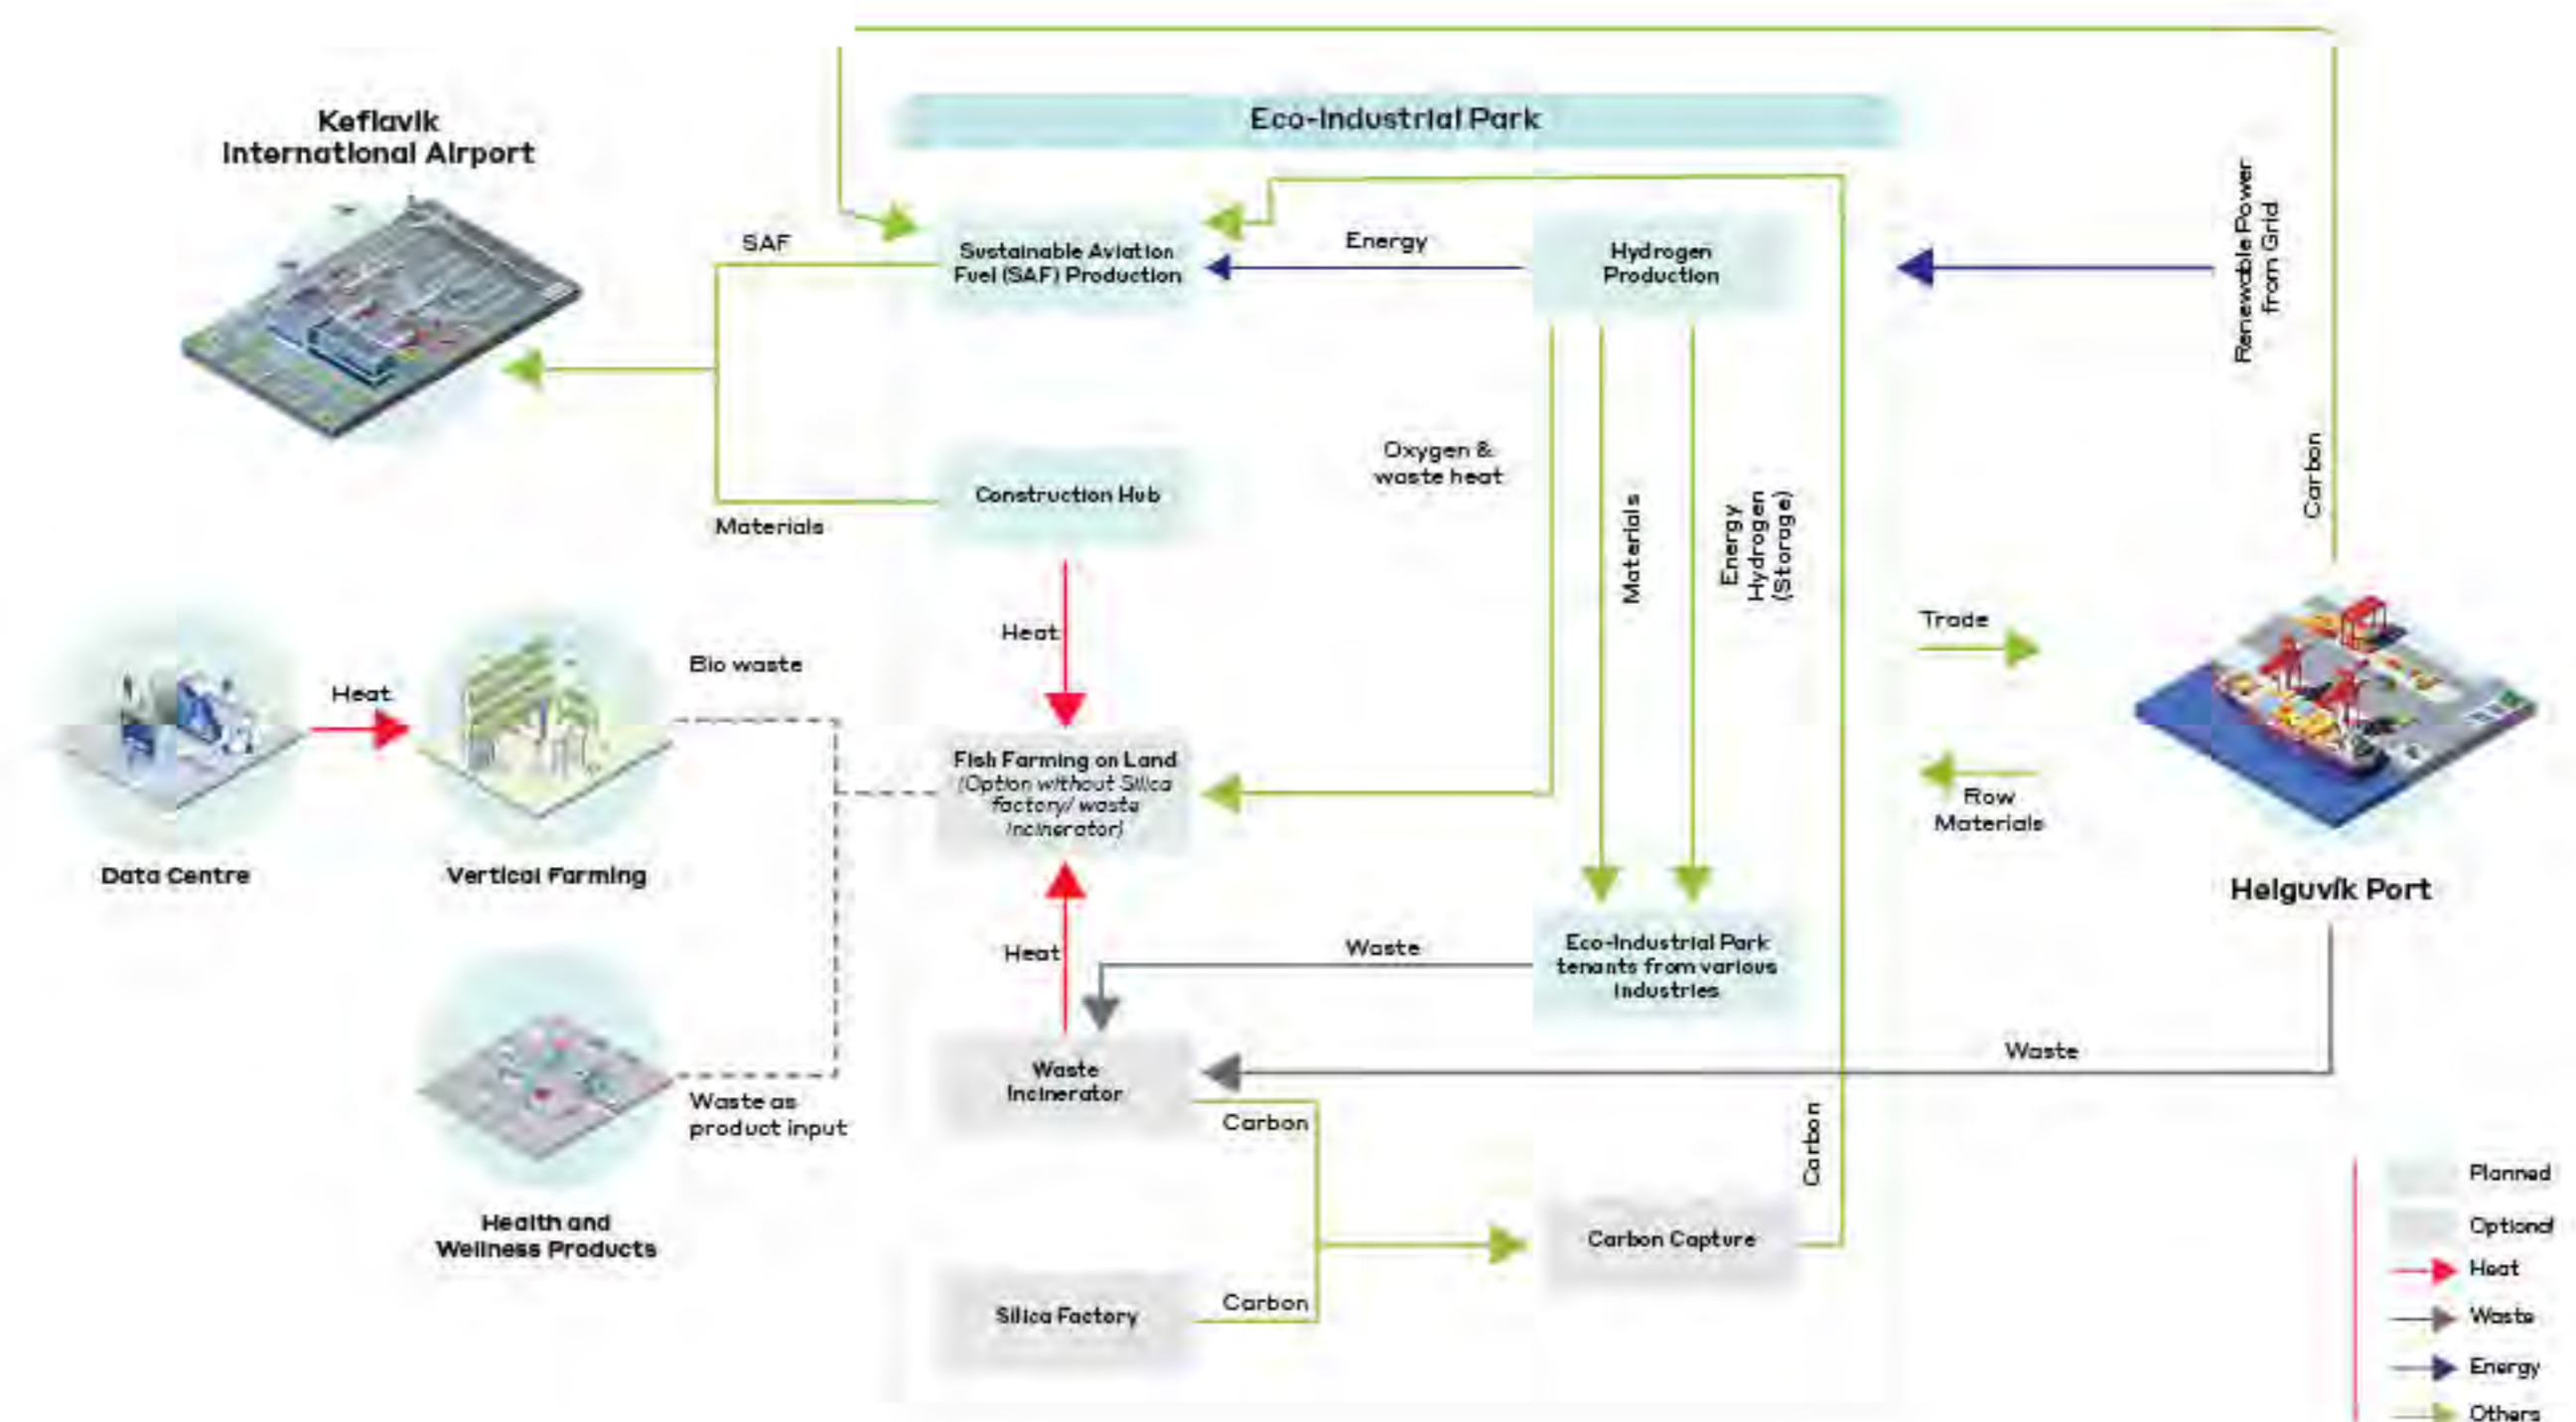 Eco-Industrial Park
Keflavik
International Airport
SAF
Sustainable Aviation
Fuel (SAF) Production
Energy
Hydrogen
Production
Renewable Power
from Grid
Carbon
Oxygen &
waste heat
Materials
Energy
Hydrogen
(Storage)
Construction Hub
Materials
Heat
Trade
Row
Materials
Helguvík Port
Heat
Bio waste
Data Centre
Vertical Farming
Fish Farming on Land
(Option without Silica
factory/ waste
incinerator)
Heat
Waste
Eco-Industrial Park
tenants from various
industries
Waste
Waste
Incinerator
Waste as
product input
Health and
Wellness Products
Carbon
Carbon
Carbon Capture
Silica Factory
Carbon
Planned
Optional
Heat
Waste
Energy
Others